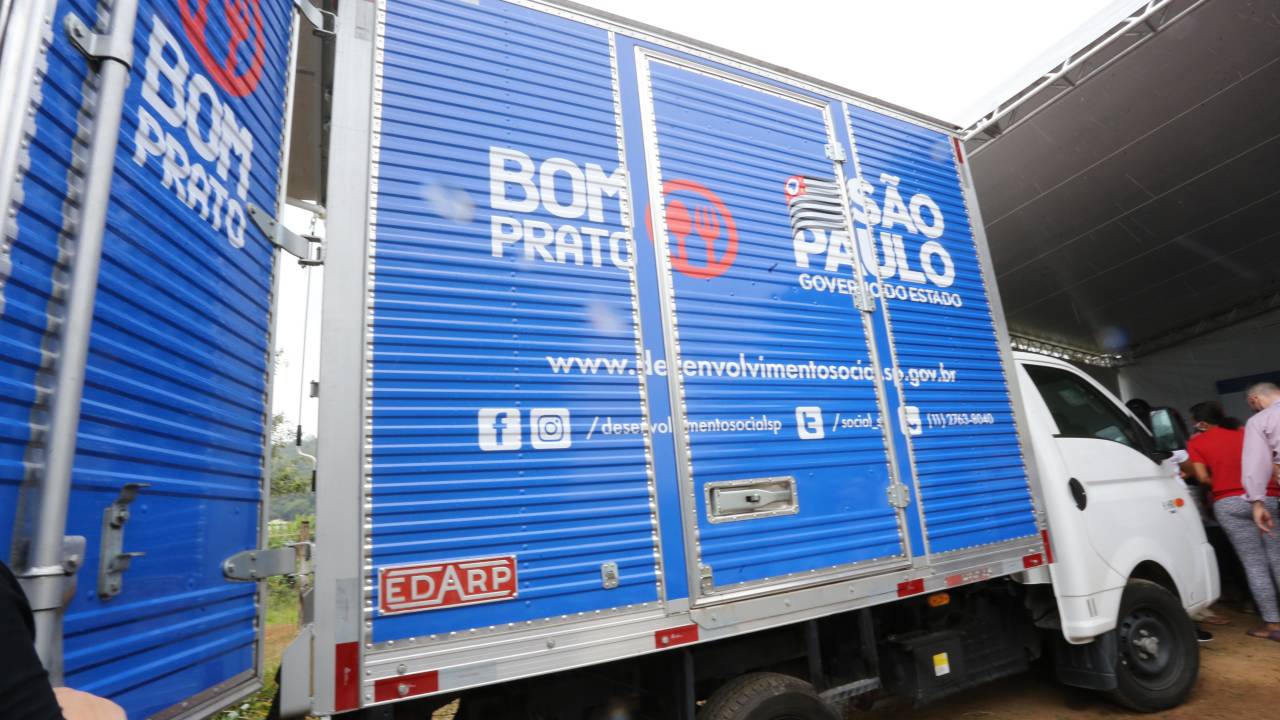 BOM
PRATO
BOM
PRATO
SÃO
PAULO
GOVERNO DO ESTADO
www.desenvolvimentosocial.sp.gov.br
/desenvolvimentosocialsp
/social_s
(11) 2763-8040
EDARP